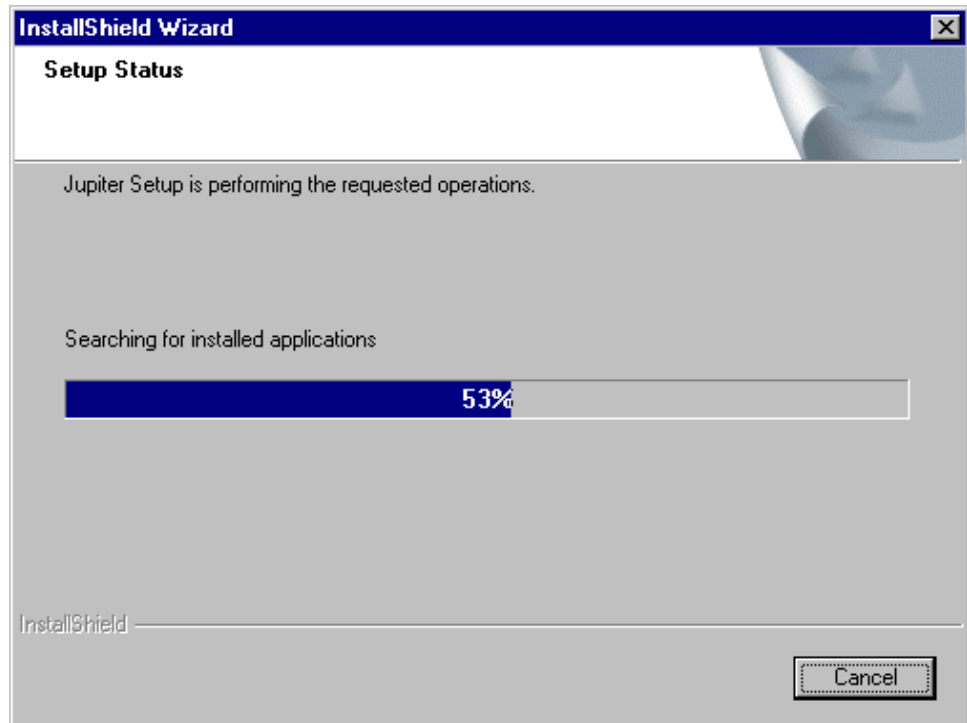 InstallShield Wizard
Setup Status
Jupiter Setup is performing the requested operations.
Searching for installed applications
53%
InstallShield
Cancel